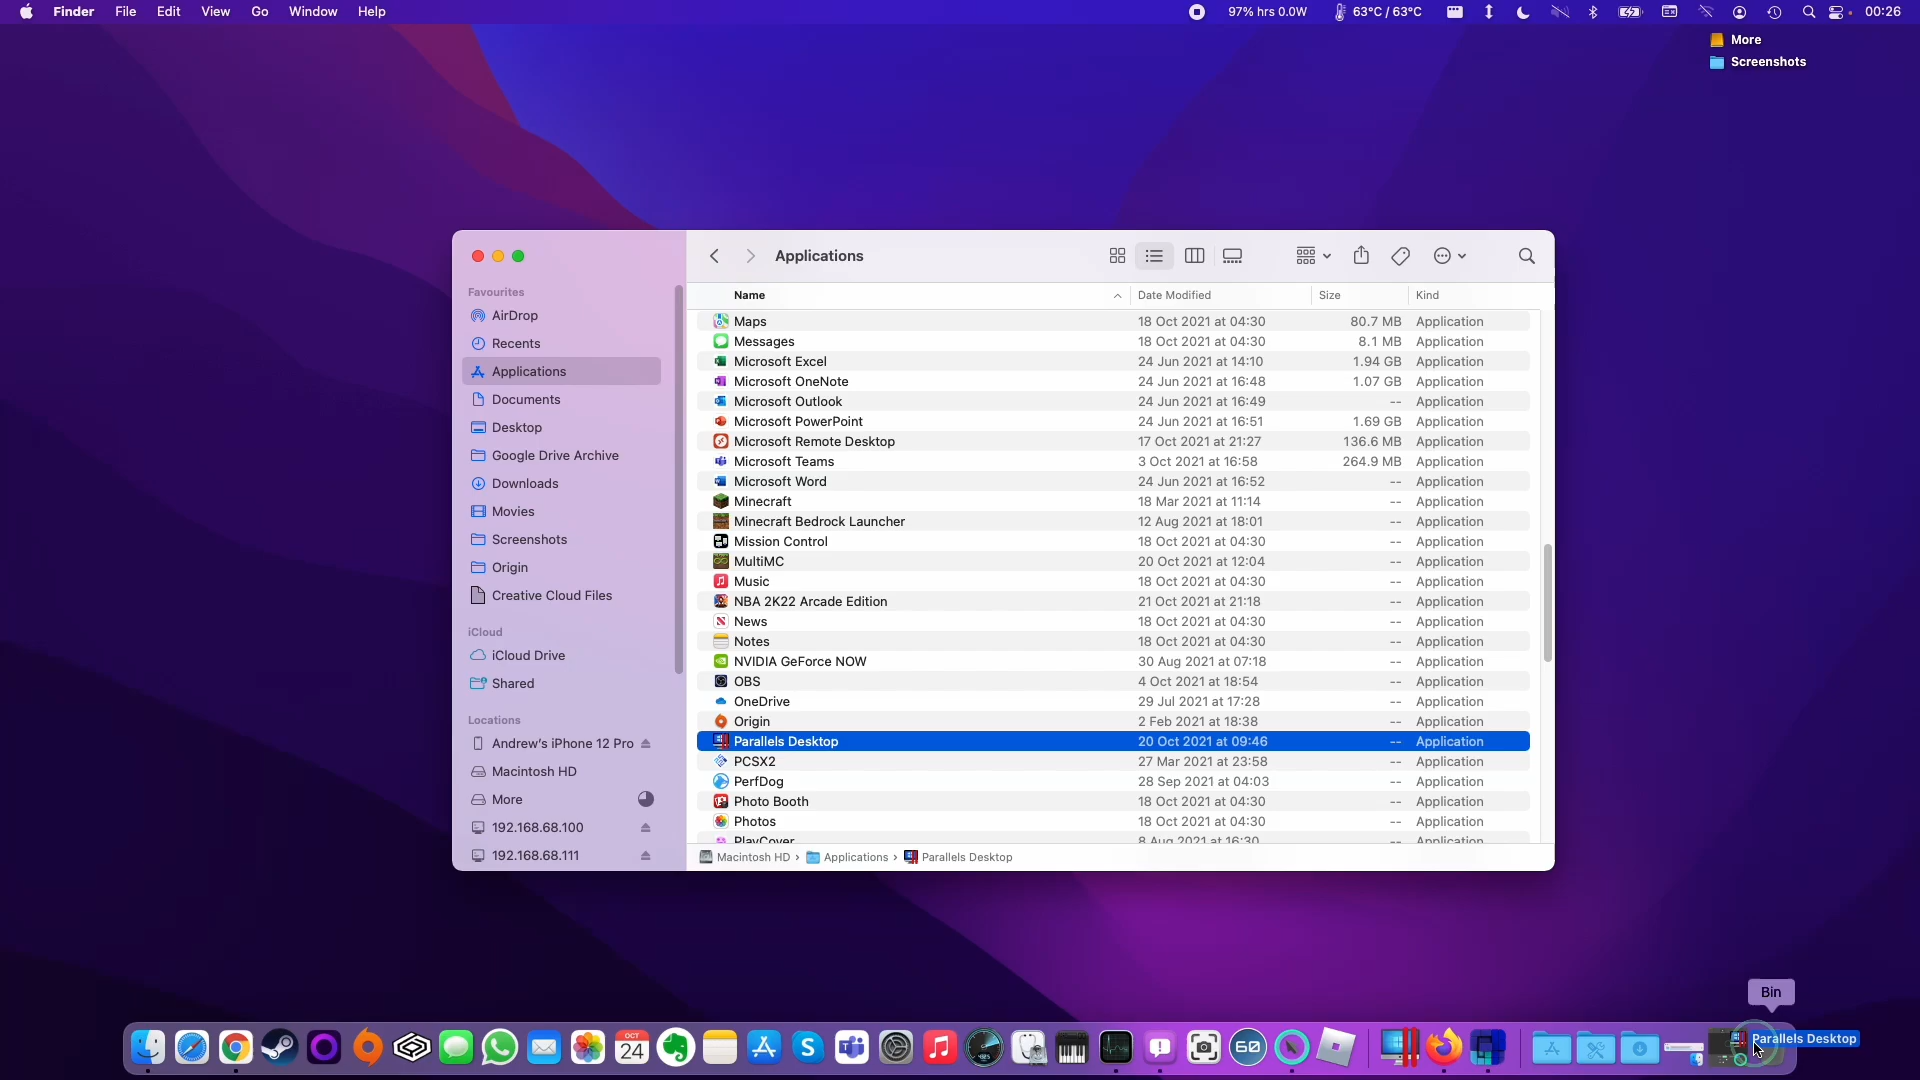 Finder File Edit View Go Window Help 97% hrs 0.0W 63°C / 63°C 00:26
More
Screenshots
Applications
Favourites
AirDrop
Recents
Applications
Documents
Desktop
Google Drive Archive
Downloads
Movies
Screenshots
Origin
Creative Cloud Files
iCloud
iCloud Drive
Shared
Locations
Andrew's iPhone 12 Pro
Macintosh HD
More
192.168.68.100
192.168.68.111
Name Date Modified Size Kind
Maps 18 Oct 2021 at 04:30 80.7 MB Application
Messages 18 Oct 2021 at 04:30 8.1 MB Application
Microsoft Excel 24 Jun 2021 at 14:10 1.94 GB Application
Microsoft OneNote 24 Jun 2021 at 16:48 1.07 GB Application
Microsoft Outlook 24 Jun 2021 at 16:49 -- Application
Microsoft PowerPoint 24 Jun 2021 at 16:51 1.69 GB Application
Microsoft Remote Desktop 17 Oct 2021 at 21:27 136.6 MB Application
Microsoft Teams 3 Oct 2021 at 16:58 264.9 MB Application
Microsoft Word 24 Jun 2021 at 16:52 -- Application
Minecraft 18 Mar 2021 at 11:14 -- Application
Minecraft Bedrock Launcher 12 Aug 2021 at 18:01 -- Application
Mission Control 18 Oct 2021 at 04:30 -- Application
MultiMC 20 Oct 2021 at 12:04 -- Application
Music 18 Oct 2021 at 04:30 -- Application
NBA 2K22 Arcade Edition 21 Oct 2021 at 21:18 -- Application
News 18 Oct 2021 at 04:30 -- Application
Notes 18 Oct 2021 at 04:30 -- Application
NVIDIA GeForce NOW 30 Aug 2021 at 07:18 -- Application
OBS 4 Oct 2021 at 18:54 -- Application
OneDrive 29 Jul 2021 at 17:28 -- Application
Origin 2 Feb 2021 at 18:38 -- Application
Parallels Desktop 20 Oct 2021 at 09:46 -- Application
PCSX2 27 Mar 2021 at 23:58 -- Application
PerfDog 28 Sep 2021 at 04:03 -- Application
Photo Booth 18 Oct 2021 at 04:30 -- Application
Photos 18 Oct 2021 at 04:30 -- Application
PlayCover 8 Aug 2021 at 16:30 -- Application
Macintosh HD › Applications › Parallels Desktop
Bin
Parallels Desktop
OCT
24
60